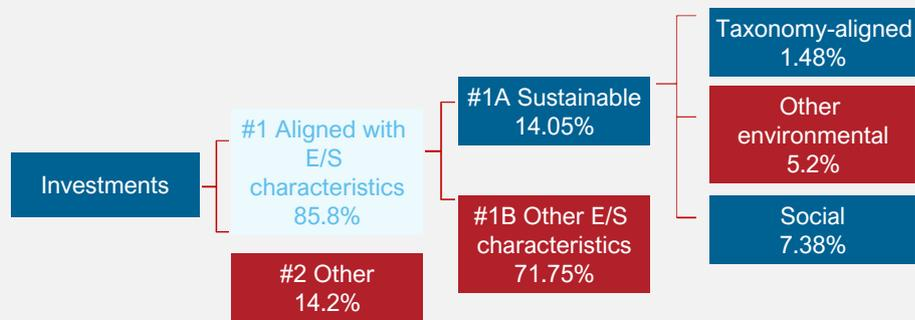 Investments
#1 Aligned with
E/S
characteristics
85.8%
#2 Other
14.2%
#1A Sustainable
14.05%
#1B Other E/S
characteristics
71.75%
Taxonomy-aligned
1.48%
Other
environmental
5.2%
Social
7.38%